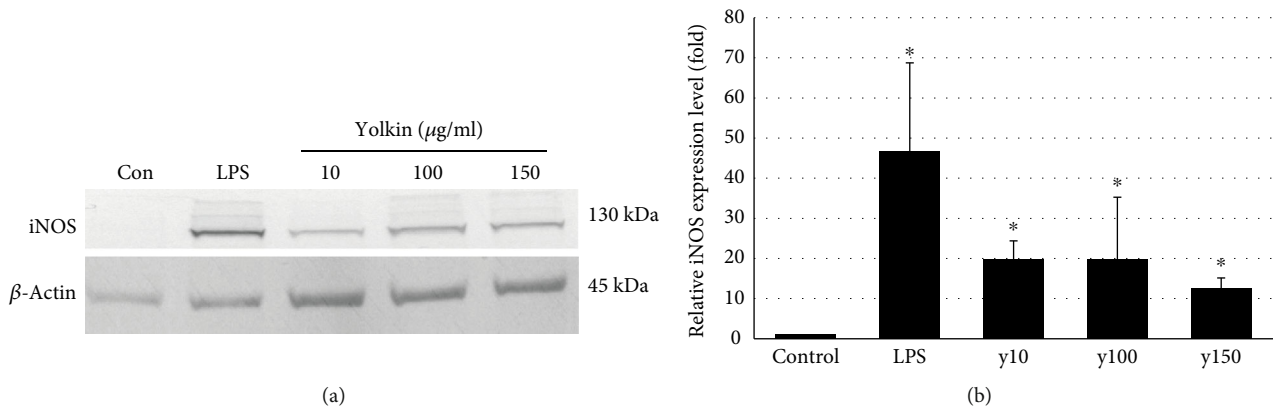 Yolkin (μg/ml)
Con LPS 10 100 150
iNOS
130 kDa
β-Actin
45 kDa
(a)
Relative iNOS expression level (fold)
80
70
60
50
40
30
20
10
0
* * * * *
Control LPS y10 y100 y150
(b)